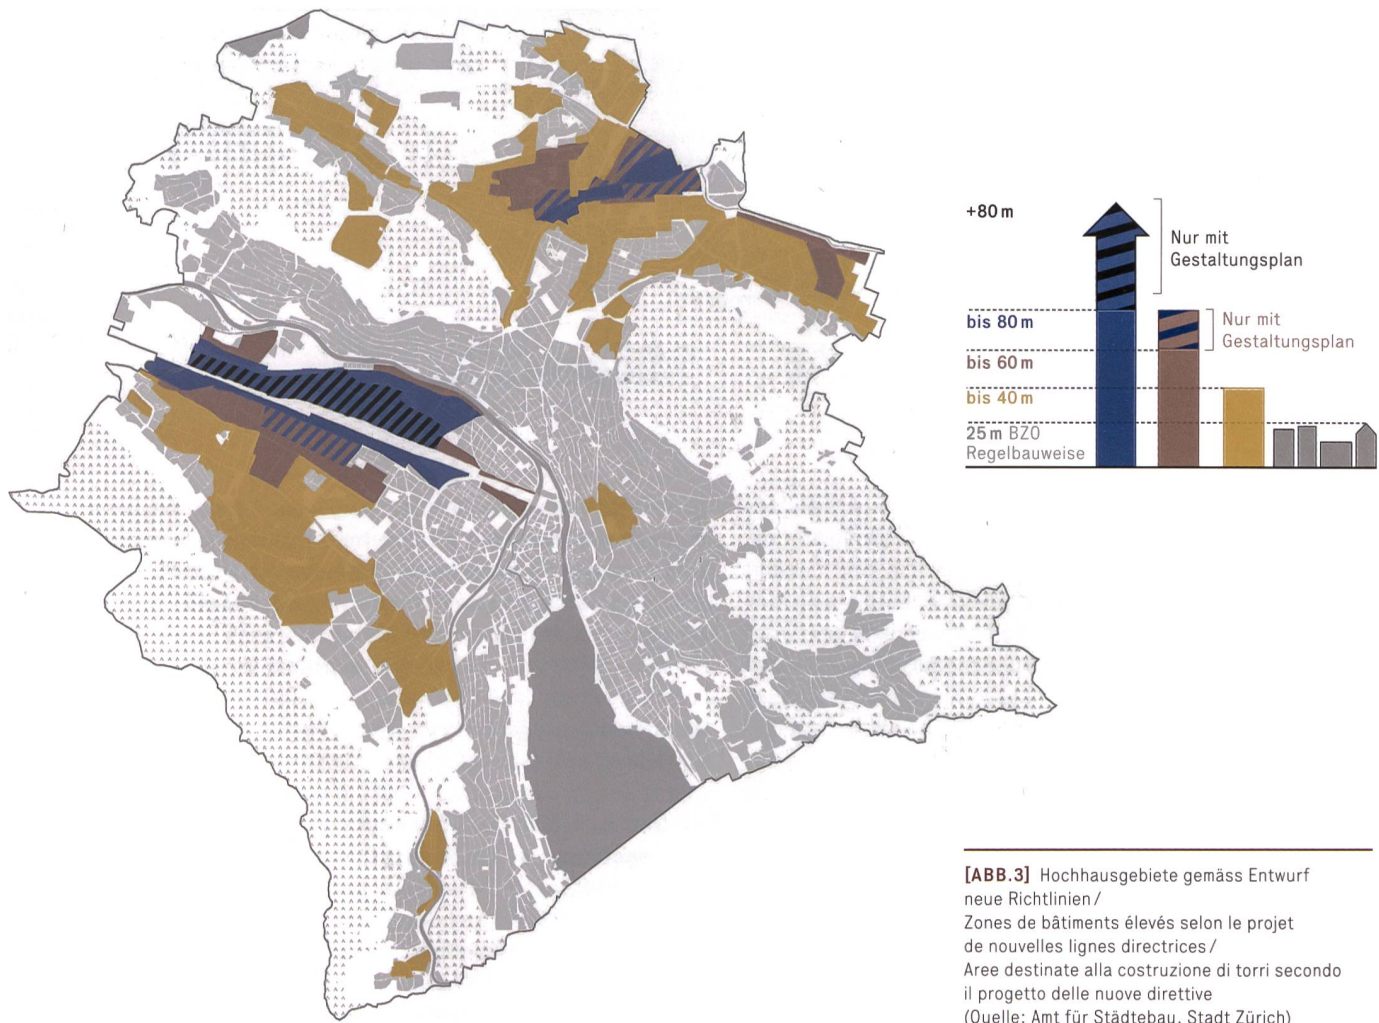 +80 m
Nur mit
Gestaltungsplan
bis 80 m
Nur mit
Gestaltungsplan
bis 60 m
bis 40 m
25 m BZO
Regelbauweise
[ABB.3] Hochhausgebiete gemäss Entwurf
neue Richtlinien /
Zones de bâtiments élevés selon le projet
de nouvelles lignes directrices /
Aree destinate alla costruzione di torri secondo
il progetto delle nuove direttive
(Quelle: Amt für Städtebau, Stadt Zürich)